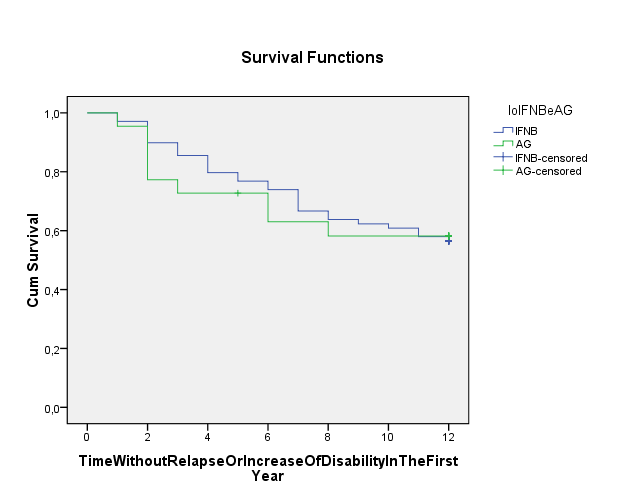 Survival Functions
IoIFNBeAG
IFNB
AG
IFNB-censored
AG-censored
Cum Survival
1,0
0,8
0,6
0,4
0,2
0,0
0 2 4 6 8 10 12
TimeWithoutRelapseOrIncreaseOfDisabilityInTheFirst
Year